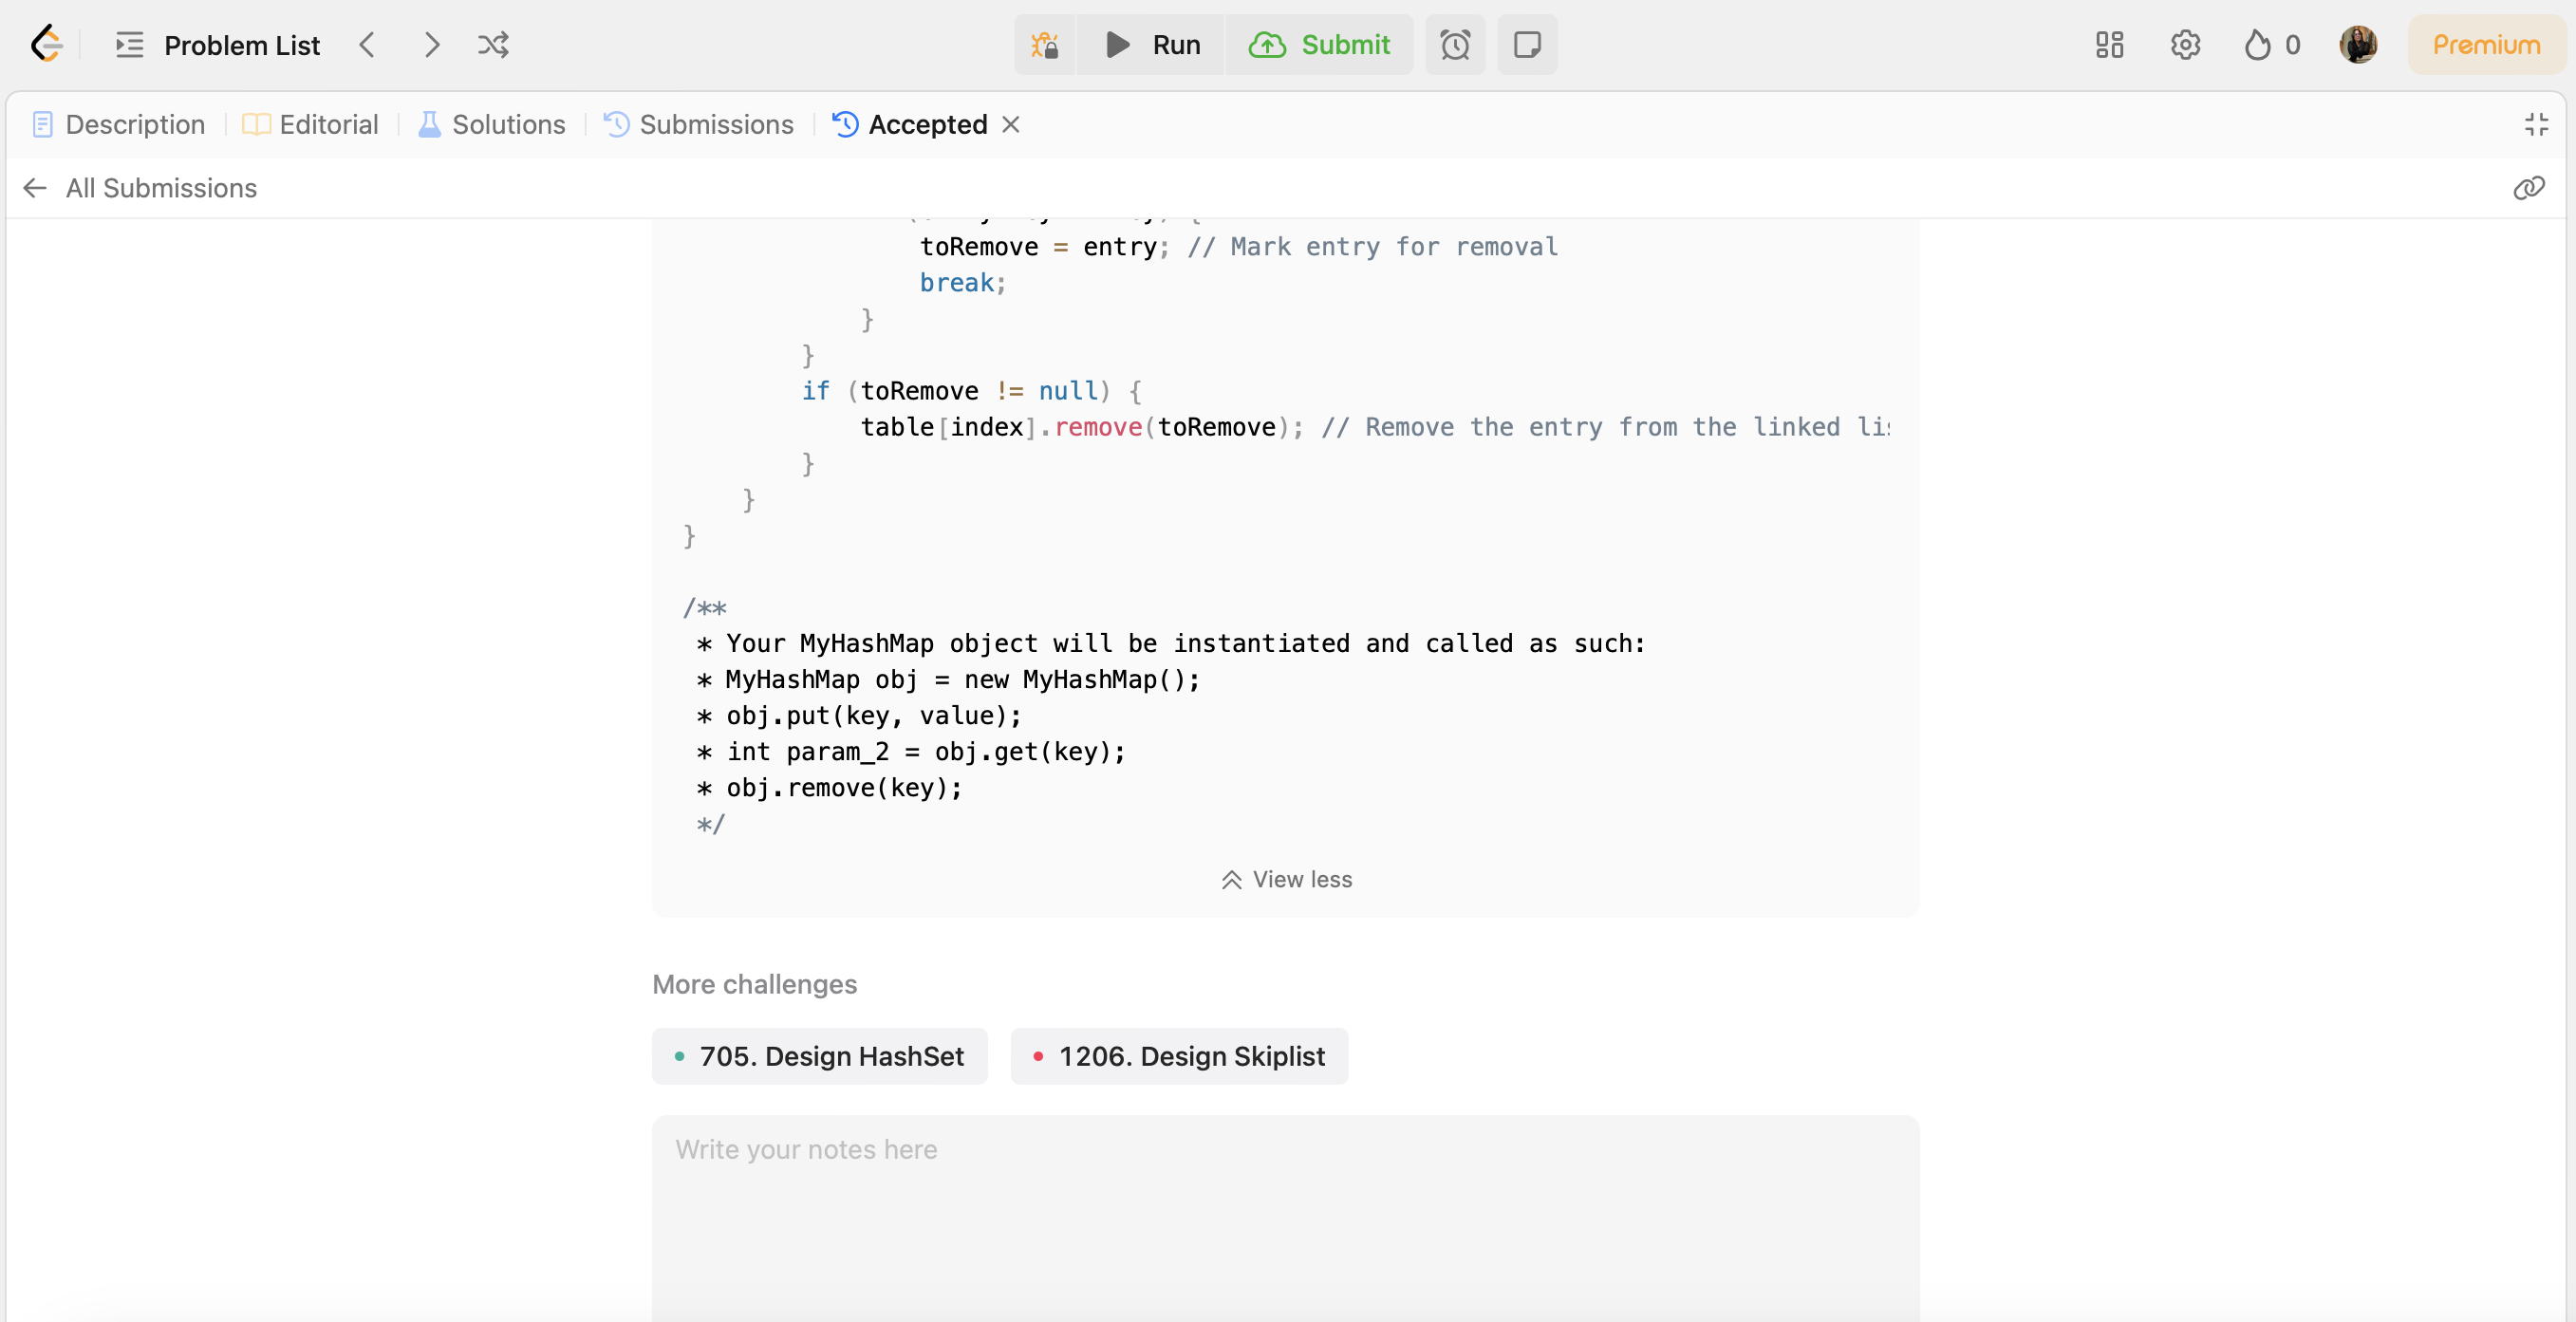 Problem List
Run
Submit
0
Premium
Description
Editorial
Solutions
Submissions
Accepted
All Submissions
toRemove = entry; // Mark entry for removal
break;
}
}
if (toRemove != null) {
table[index].remove(toRemove); // Remove the entry from the linked
}
}
}
/**
* Your MyHashMap object will be instantiated and called as such:
* MyHashMap obj = new MyHashMap();
* obj.put(key, value);
* int param_2 = obj.get(key);
* obj.remove(key);
*/
View less
More challenges
705. Design HashSet
1206. Design Skiplist
Write your notes here